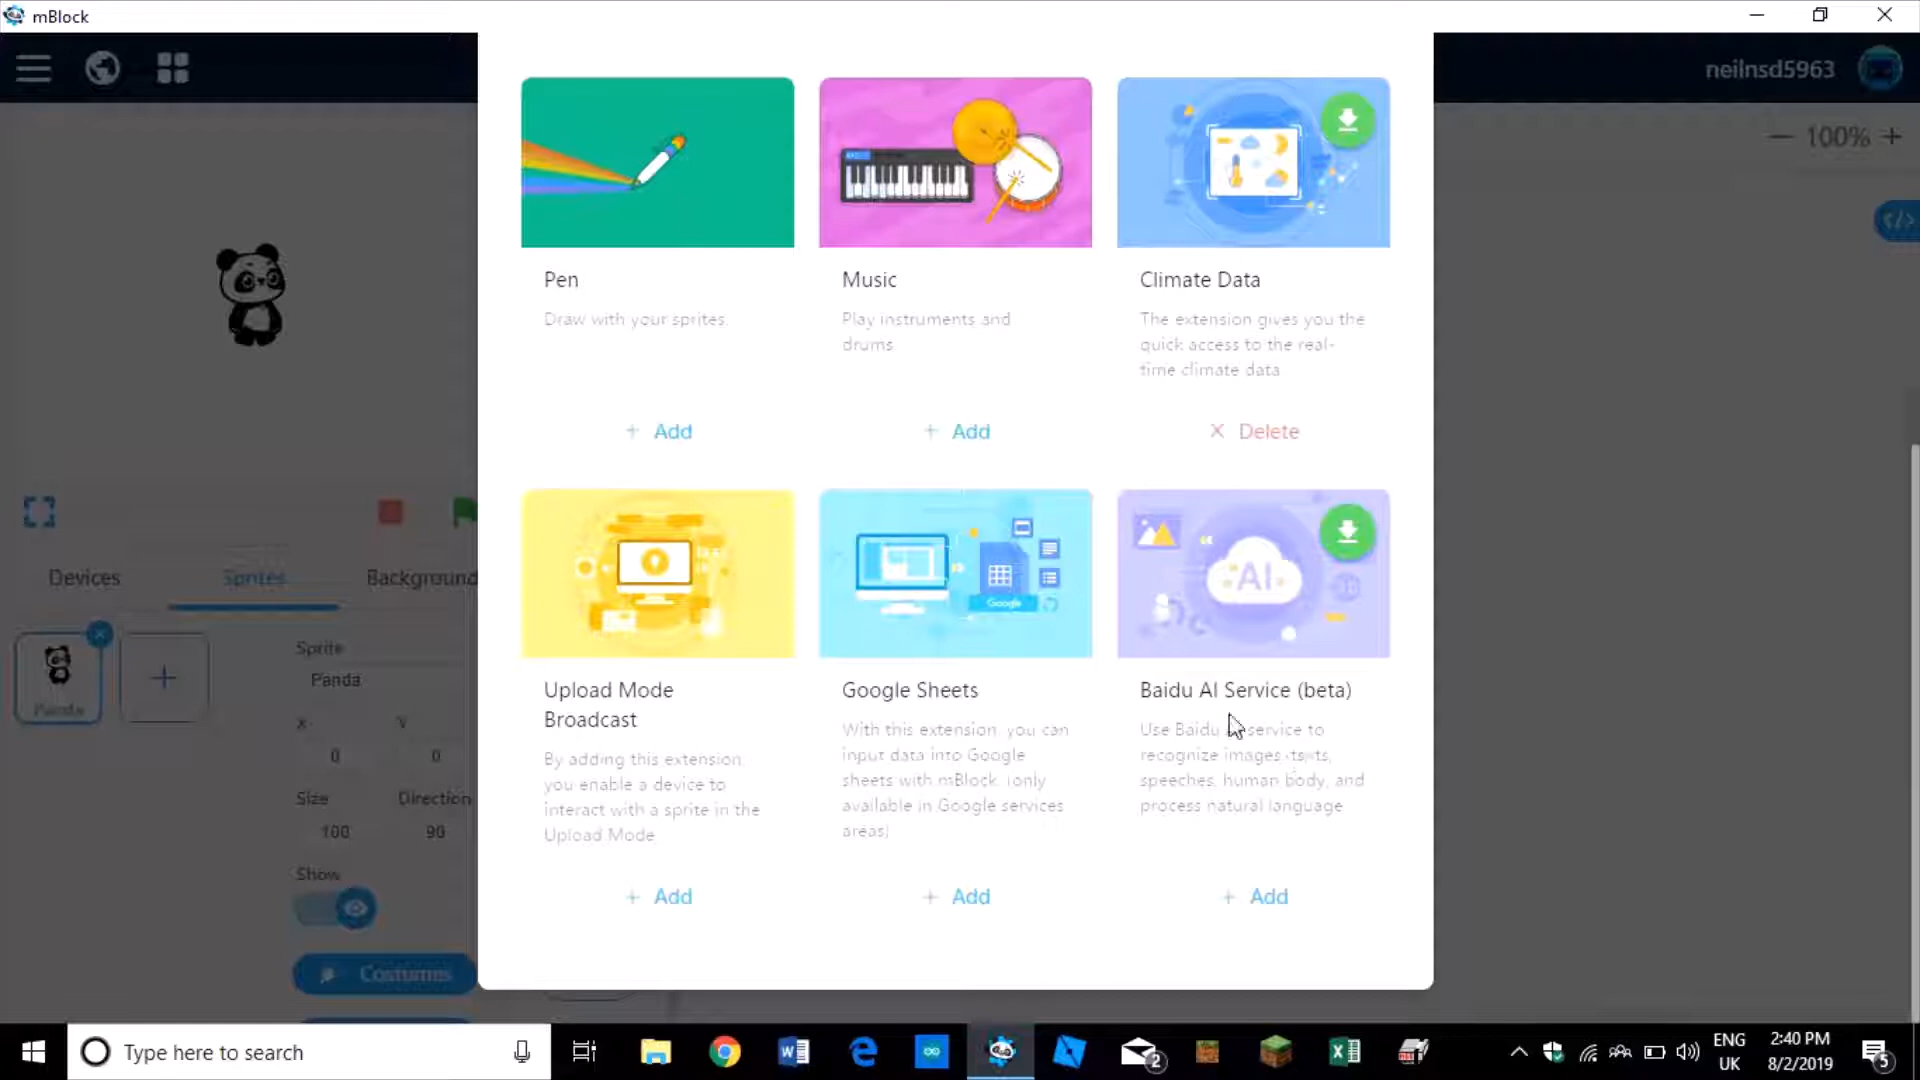 mBlock
neilnsd5963
100%
Pen
Draw with your sprites.
+ Add
Music
Play instruments and
drums
+ Add
Climate Data
The extension gives you the
quick access to the real-
time climate data
× Delete
Upload Mode
Broadcast
By adding this extension,
you enable a device to
interact with a sprite in the
Upload Mode
+ Add
Google
Google Sheets
With this extension, you can
input data into Google
sheets with mBlock. (only
available in Google services
areas)
+ Add
AI
Baidu AI Service (beta)
Use Baidu service to
recognize images, texts,
speeches, human body, and
process natural language
+ Add
Devices
Sprites
Background
Panda
Sprite
Panda
X
Y
0
0
Size
Direction
100
90
Show
Costumes
Type here to search
2
ENG
UK
2:40 PM
8/2/2019
5